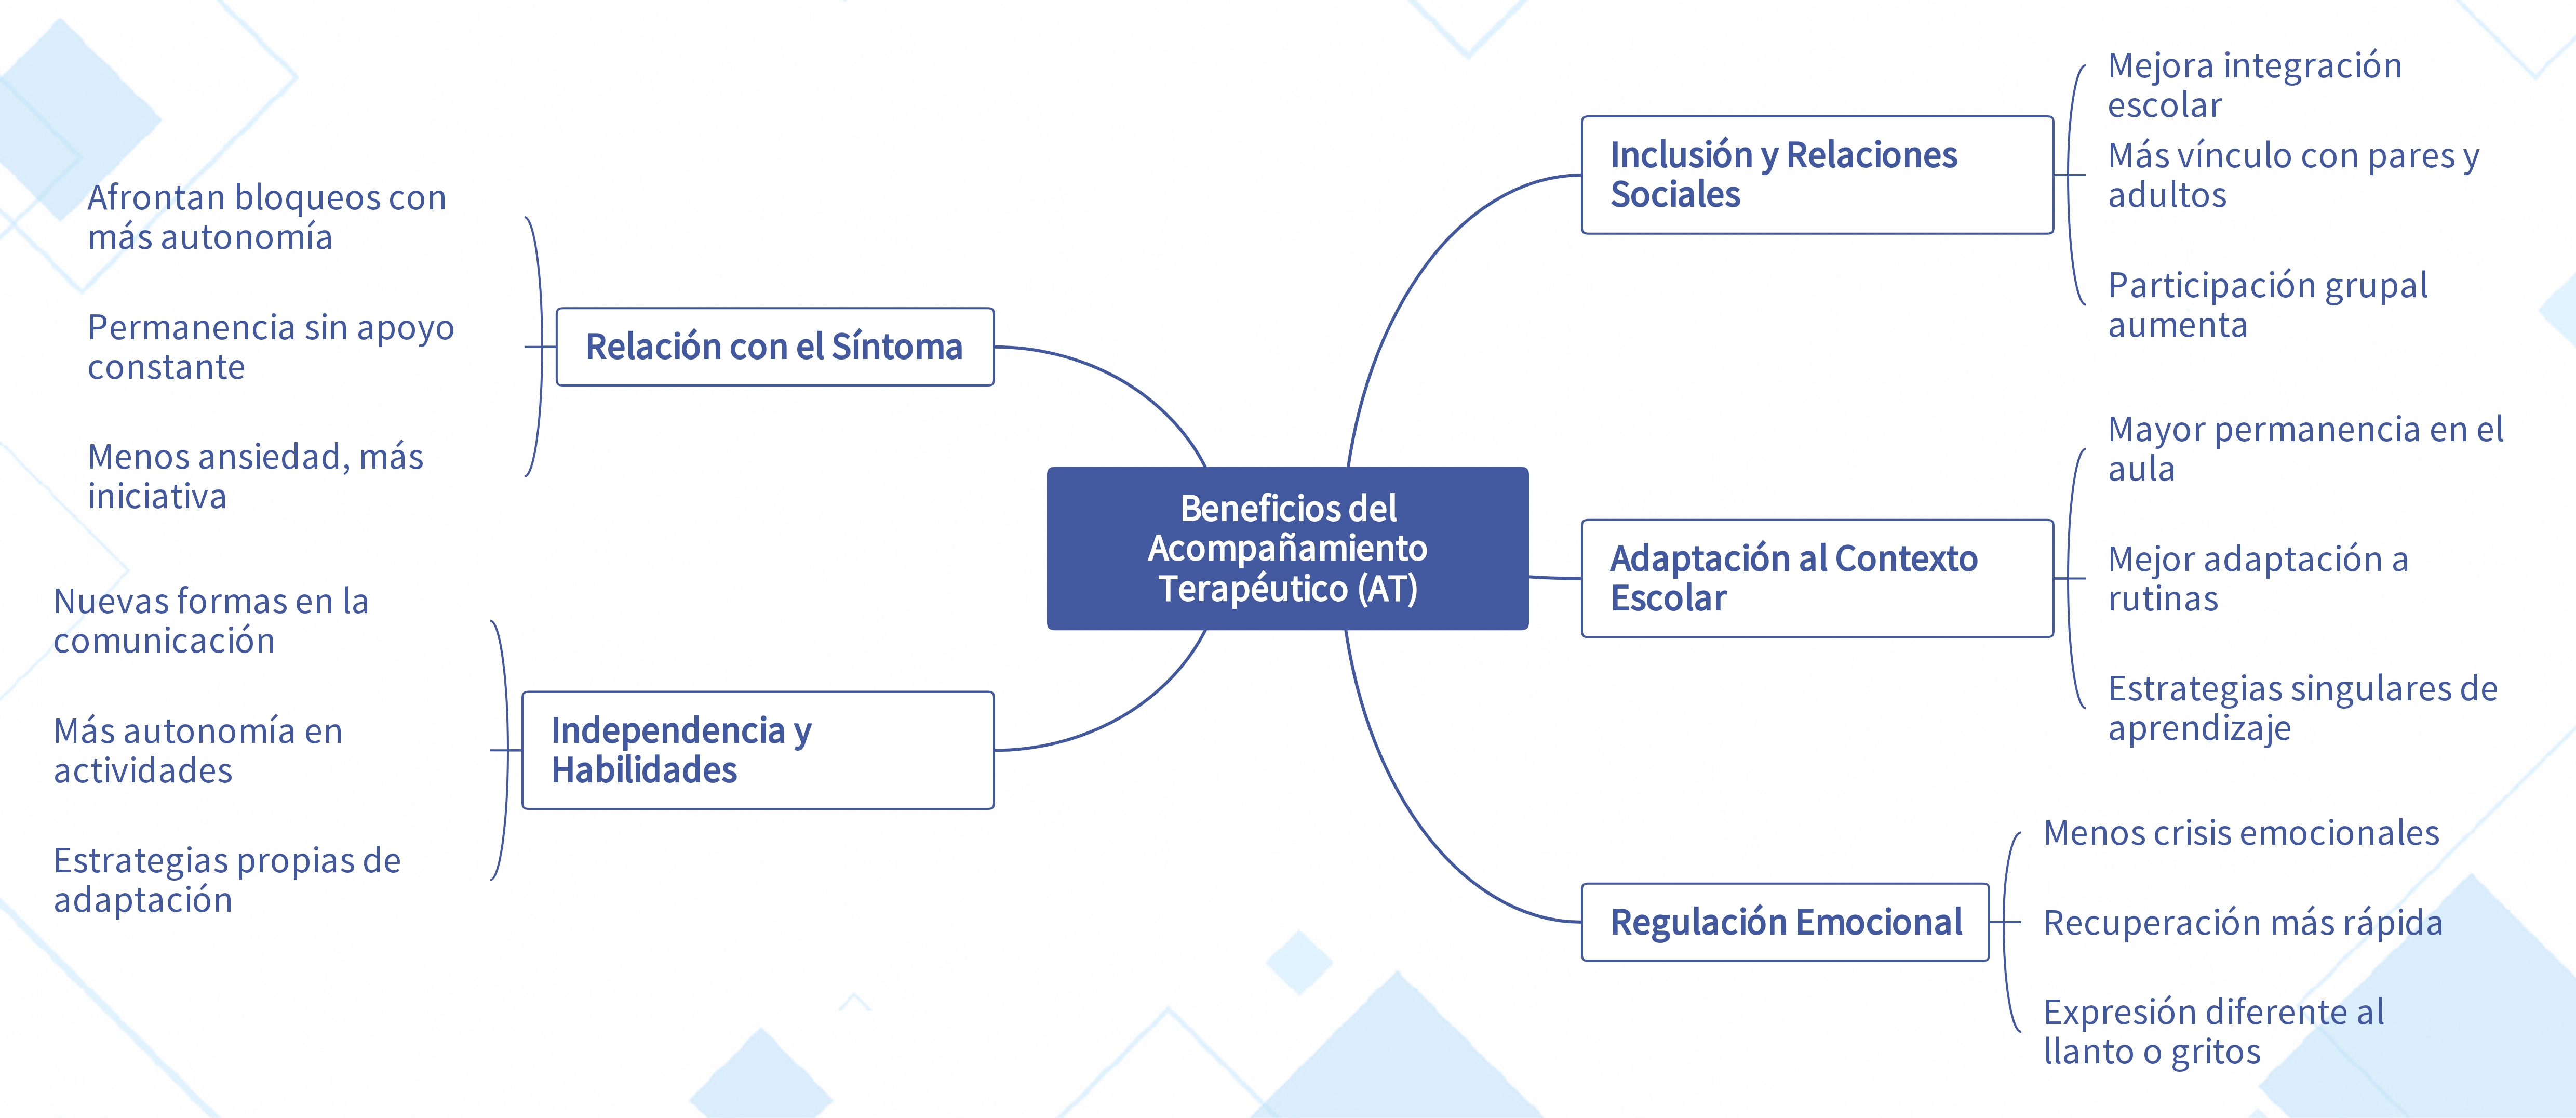 Beneficios del
Acompañamiento
Terapéutico (AT)
Inclusión y Relaciones
Sociales
Mejora integración
escolar
Más vínculo con pares y
adultos
Participación grupal
aumenta
Adaptación al Contexto
Escolar
Mayor permanencia en el
aula
Mejor adaptación a
rutinas
Estrategias singulares de
aprendizaje
Regulación Emocional
Menos crisis emocionales
Recuperación más rápida
Expresión diferente al
llanto o gritos
Relación con el Síntoma
Afrontan bloqueos con
más autonomía
Permanencia sin apoyo
constante
Menos ansiedad, más
iniciativa
Independencia y
Habilidades
Nuevas formas en la
comunicación
Más autonomía en
actividades
Estrategias propias de
adaptación